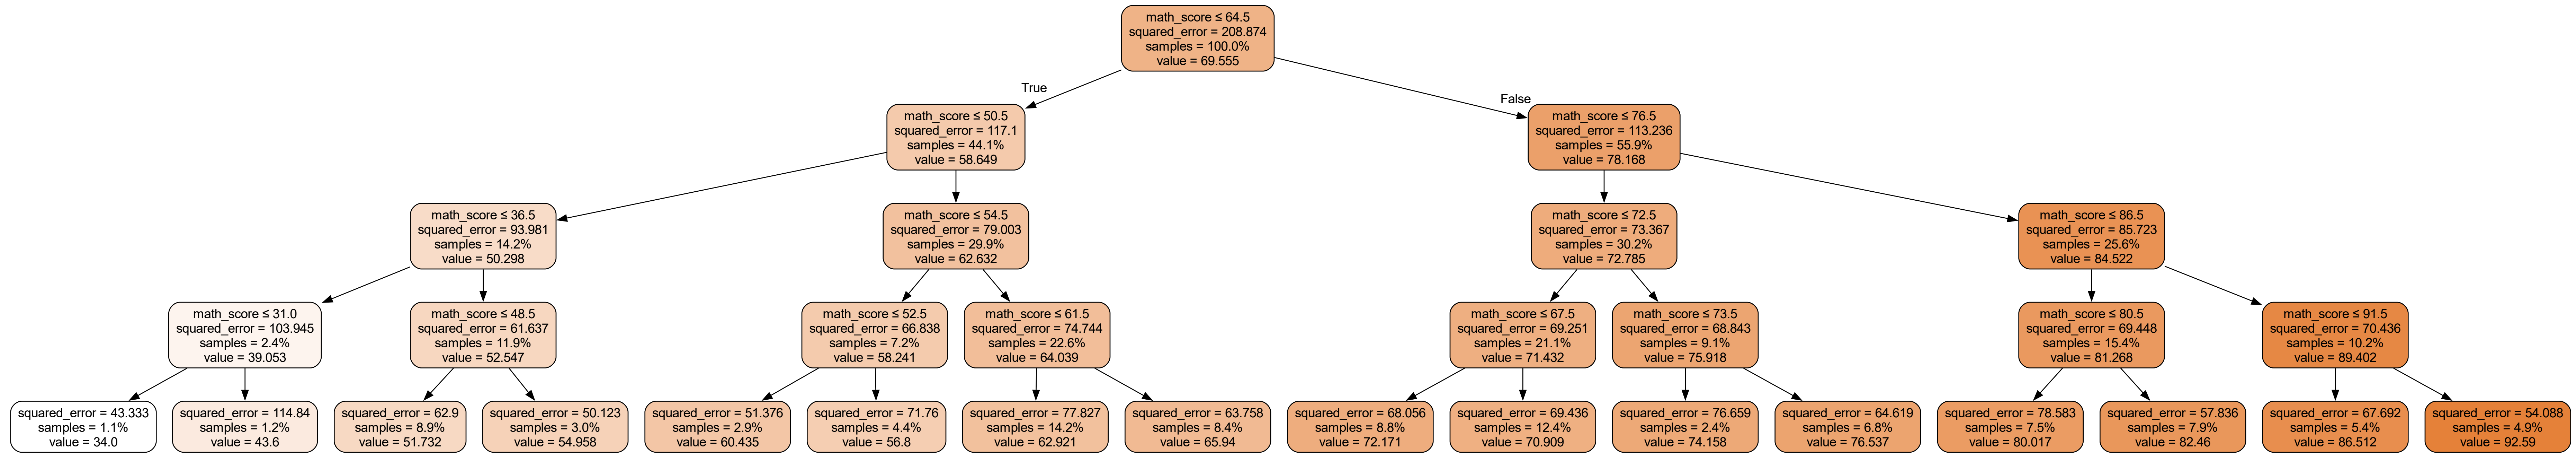 math_score ≤ 64.5
squared_error = 208.874
samples = 100.0%
value = 69.555
True
False
math_score ≤ 50.5
squared_error = 117.1
samples = 44.1%
value = 58.649
math_score ≤ 76.5
squared_error = 113.236
samples = 55.9%
value = 78.168
math_score ≤ 36.5
squared_error = 93.981
samples = 14.2%
value = 50.298
math_score ≤ 54.5
squared_error = 79.003
samples = 29.9%
value = 62.632
math_score ≤ 72.5
squared_error = 73.367
samples = 30.2%
value = 72.785
math_score ≤ 86.5
squared_error = 85.723
samples = 25.6%
value = 84.522
math_score ≤ 31.0
squared_error = 103.945
samples = 2.4%
value = 39.053
math_score ≤ 48.5
squared_error = 61.637
samples = 11.9%
value = 52.547
math_score ≤ 52.5
squared_error = 66.838
samples = 7.2%
value = 58.241
math_score ≤ 61.5
squared_error = 74.744
samples = 22.6%
value = 64.039
math_score ≤ 67.5
squared_error = 69.251
samples = 21.1%
value = 71.432
math_score ≤ 73.5
squared_error = 68.843
samples = 9.1%
value = 75.918
math_score ≤ 80.5
squared_error = 69.448
samples = 15.4%
value = 81.268
math_score ≤ 91.5
squared_error = 70.436
samples = 10.2%
value = 89.402
squared_error = 43.333
samples = 1.1%
value = 34.0
squared_error = 114.84
samples = 1.2%
value = 43.6
squared_error = 62.9
samples = 8.9%
value = 51.732
squared_error = 50.123
samples = 3.0%
value = 54.958
squared_error = 51.376
samples = 2.9%
value = 60.435
squared_error = 71.76
samples = 4.4%
value = 56.8
squared_error = 77.827
samples = 14.2%
value = 62.921
squared_error = 63.758
samples = 8.4%
value = 65.94
squared_error = 68.056
samples = 8.8%
value = 72.171
squared_error = 69.436
samples = 12.4%
value = 70.909
squared_error = 76.659
samples = 2.4%
value = 74.158
squared_error = 64.619
samples = 6.8%
value = 76.537
squared_error = 78.583
samples = 7.5%
value = 80.017
squared_error = 57.836
samples = 7.9%
value = 82.46
squared_error = 67.692
samples = 5.4%
value = 86.512
squared_error = 54.088
samples = 4.9%
value = 92.59